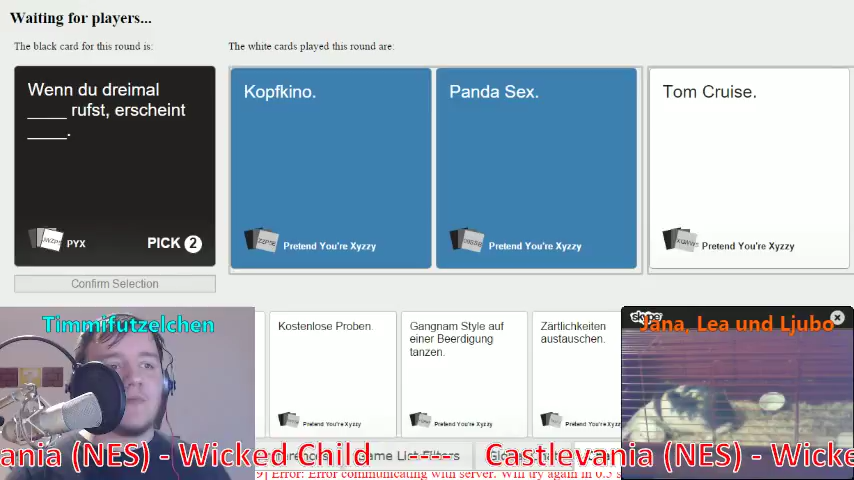 Waiting for players...
The black card for this round is:
The white cards played this round are:
Wenn du dreimal
____ rufst, erscheint
____.
PYX
PICK 2
Kopfkino.
Pretend You're Xyzzy
Panda Sex.
Pretend You're Xyzzy
Tom Cruise.
Pretend You're Xyzzy
Confirm Selection
Timmifutzelchen
Kostenlose Proben.
Pretend You're Xyzzy
Gangnam Style auf
einer Beerdigung
tanzen.
Pretend You're Xyzzy
Zärtlichkeiten
austauschen.
Pretend You're Xyzzy
skype
Jana, Lea und Ljubo
ania (NES) - Wicked Child ---- Castlevania (NES) - Wicke
Error: Error communicating with server. Will try again in 0.5 s